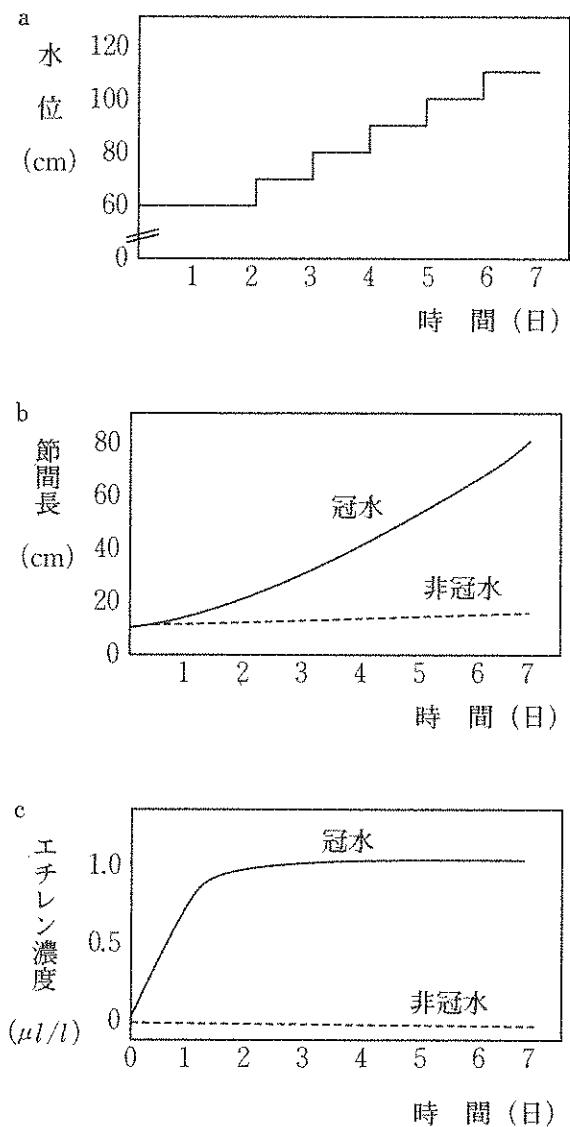 a
水位
(cm)
120
100
80
60
0
1 2 3 4 5 6 7
時 間 (日)
b
節間長
(cm)
80
60
40
20
0
冠水
非冠水
1 2 3 4 5 6 7
時 間 (日)
c
エチレン濃度
(μl/l)
1.0
0.5
0
冠水
非冠水
0 1 2 3 4 5 6 7
時 間 (日)